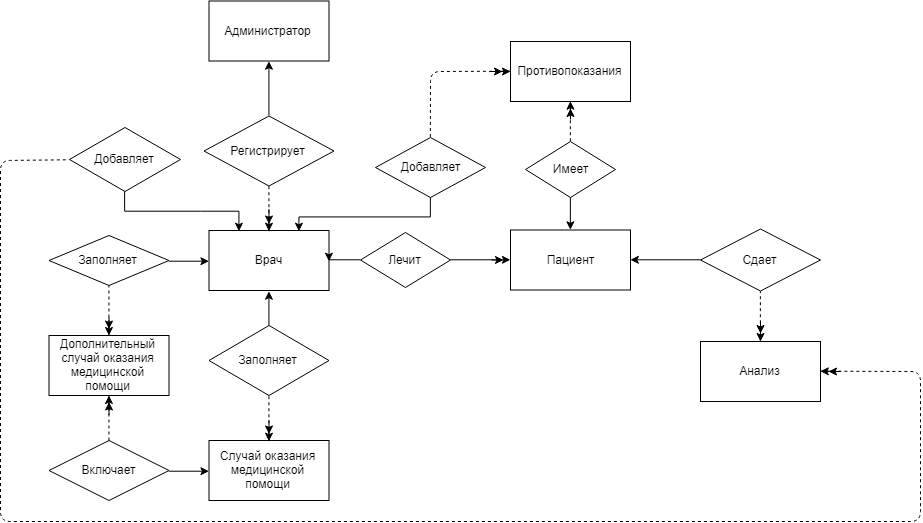 Администратор
Противопоказания
Добавляет
Регистрирует
Добавляет
Имеет
Заполняет
Врач
Лечит
Пациент
Сдает
Дополнительный
случай оказания
медицинской
помощи
Заполняет
Анализ
Включает
Случай оказания
медицинской
помощи